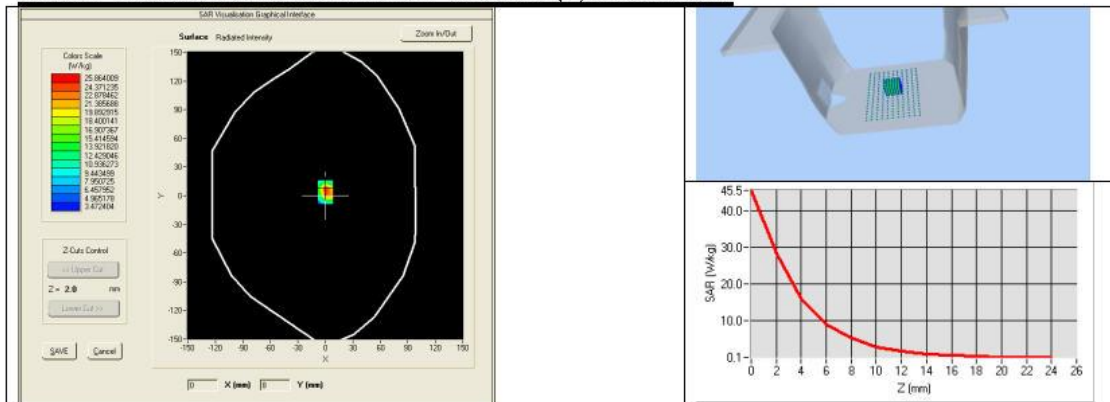 SAR Visualisation Graphical Interface
Surface Radiated Intensity
Zoom In/Out
Colors Scale
(W/kg)
25.864009
24.371235
22.878462
21.385688
19.892915
18.400141
16.907367
15.414594
13.921820
12.429046
10.936273
9.443499
7.950725
6.457952
4.965178
3.472404
Z-Cuts Control
<< Upper Cut
Z = 2.0 mm
Lower Cut >>
SAVE Cancel
150
120
90
60
30
0
-30
-60
-90
-120
-150
Y
-150 -120 -90 -60 -30 0 30 60 90 120 150
X
0 X (mm) 8 Y (mm)
45.5
40.0
30.0
20.0
10.0
0.1
SAR (W/kg)
0 2 4 6 8 10 12 14 16 18 20 22 24 26
Z (mm)